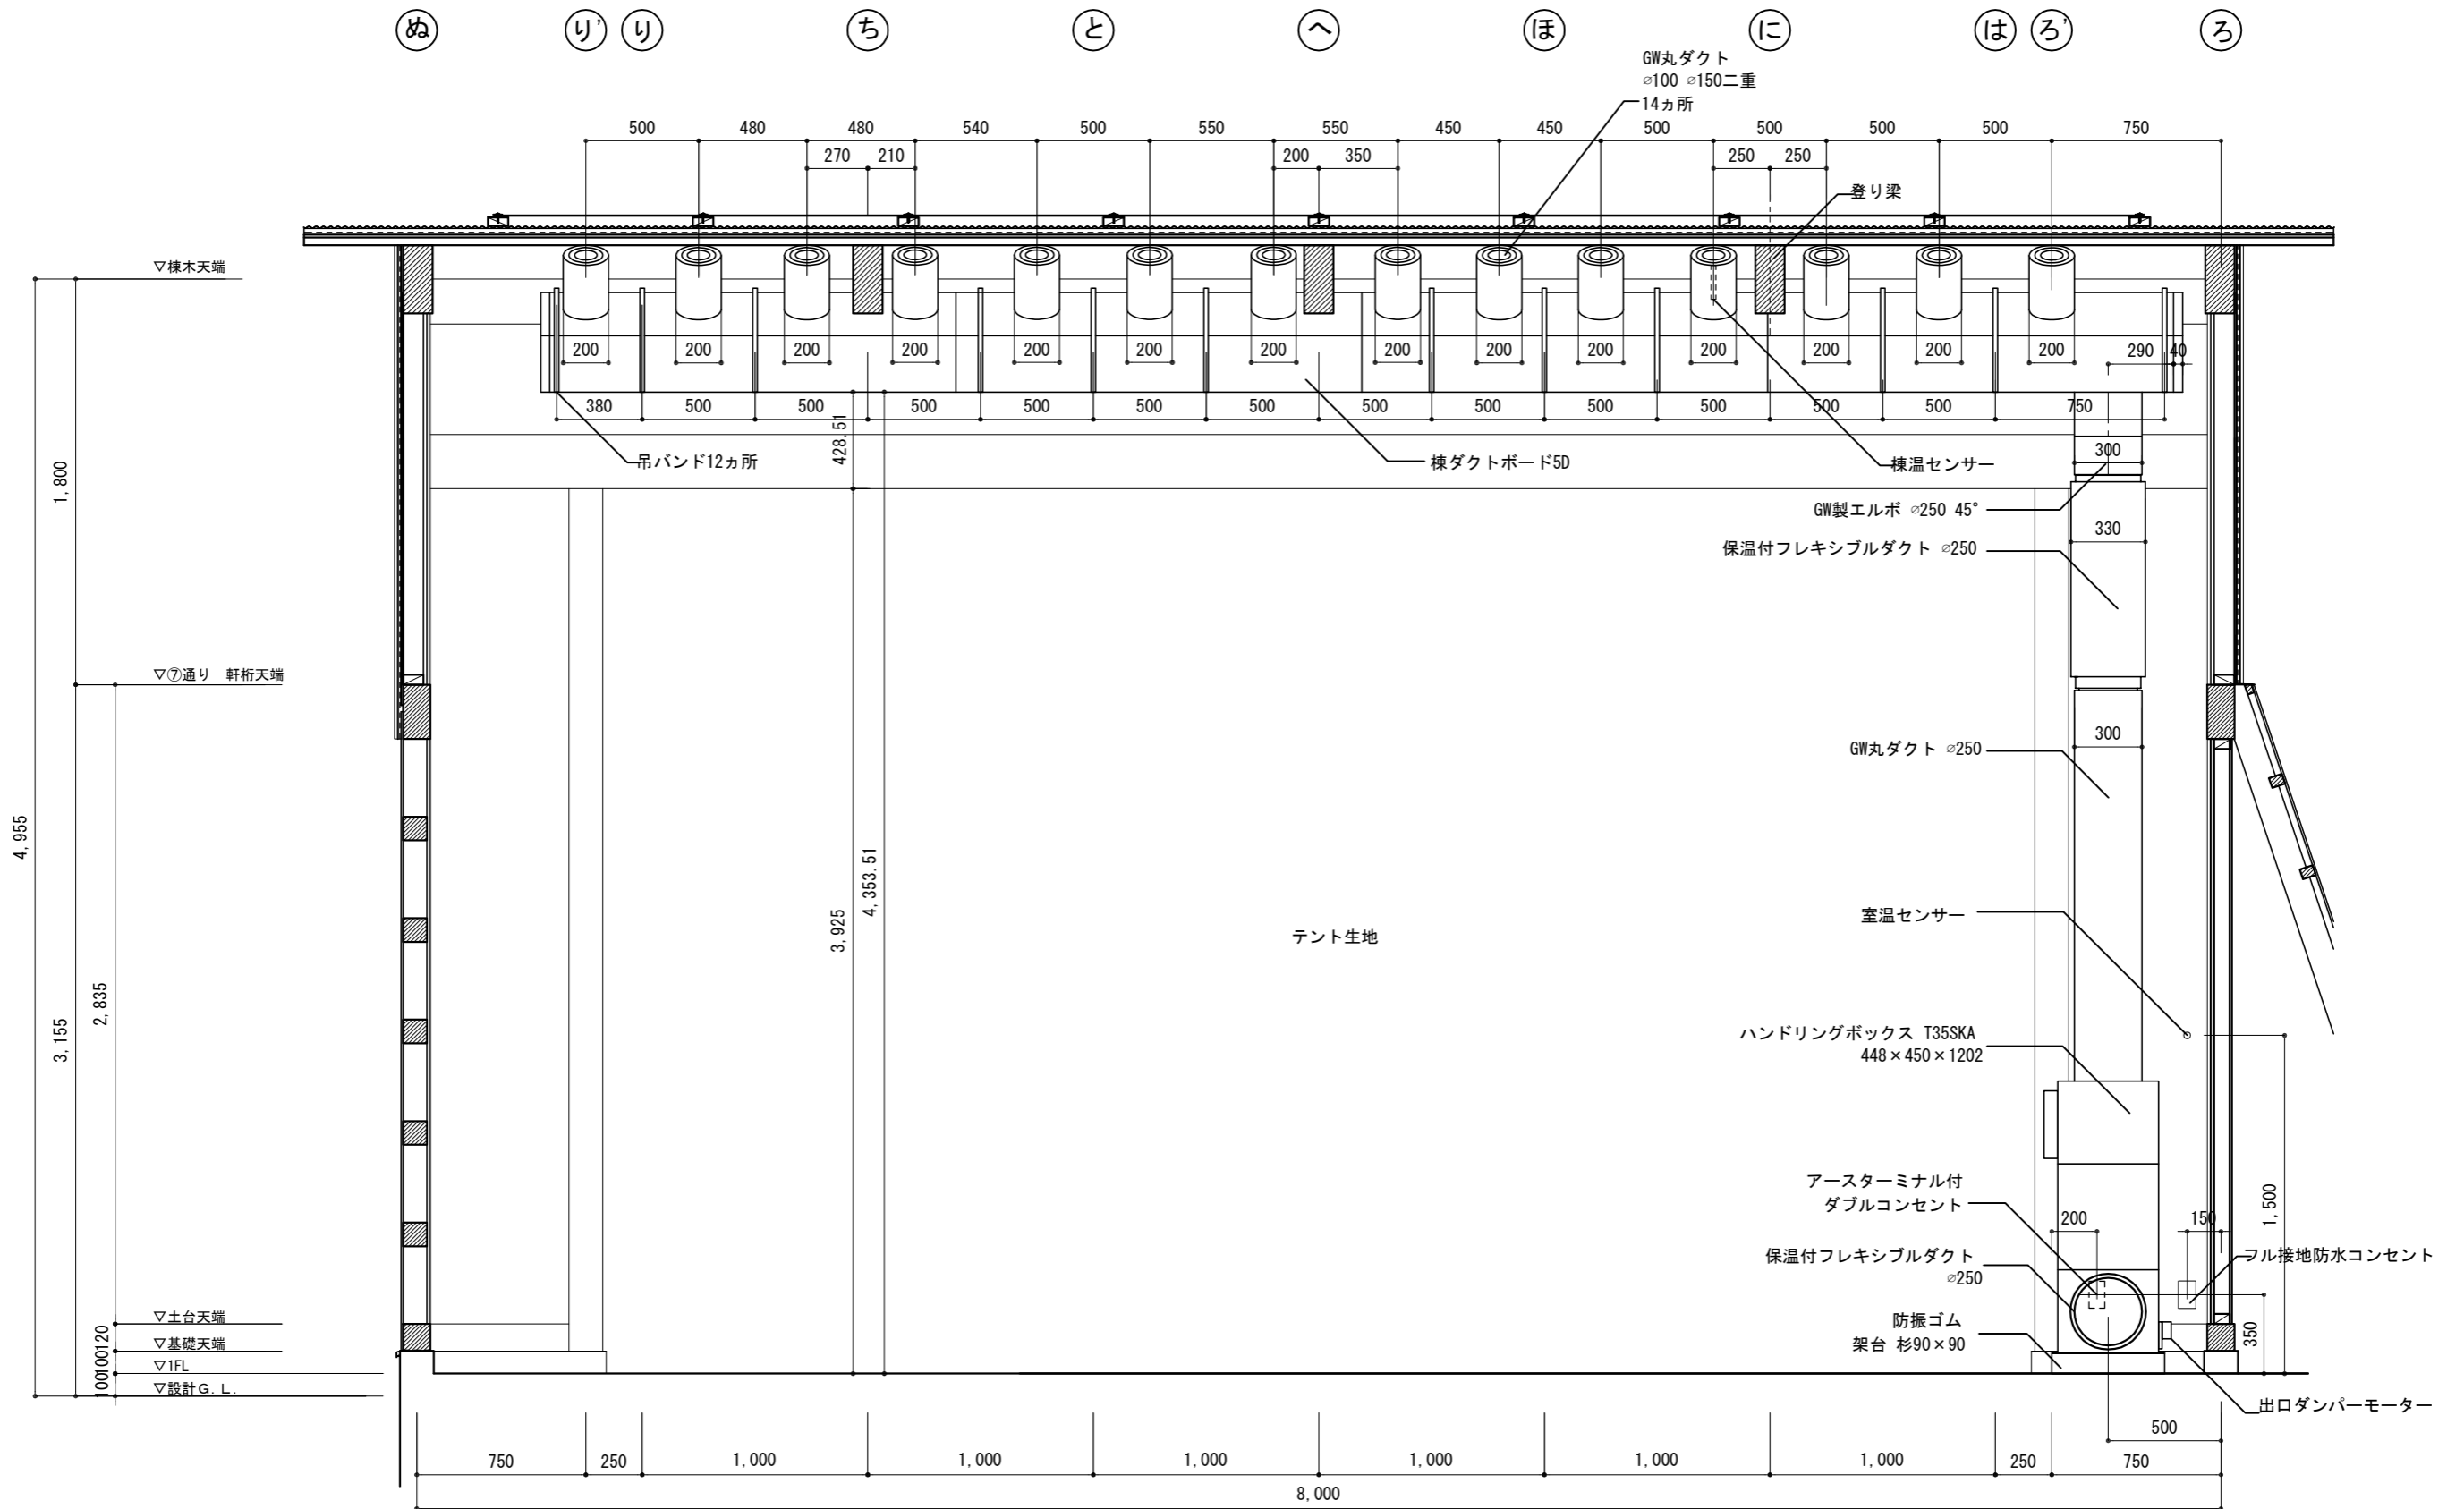 ぬ り' り ち と へ ほ に は ろ' ろ
GW丸ダクト
∅100 ∅150二重
14ヵ所
500 480 480 540 500 550 550 450 450 500 500 500 500 750
270 210 200 350 250 250
登り梁
▽棟木天端
200 200 200 200 200 200 200 200 200 200 200 200 200 200
290 40
380 500 500 500 500 500 500 500 500 500 500 500 500 750
428.51
吊バンド12ヵ所
棟ダクトボード5D
棟温センサー
300
1,800
GW製エルボ ∅250 45°
330
保温付フレキシブルダクト ∅250
▽⑦通り 軒桁天端
300
GW丸ダクト ∅250
4,955
3,155
2,835
3,925
4,353.51
テント生地
室温センサー
ハンドリングボックス T35SKA
448×450×1202
アースターミナル付
ダブルコンセント
200
150
1,500
保温付フレキシブルダクト
∅250
フル接地防水コンセント
350
防振ゴム
架台 杉90×90
▽土台天端
▽基礎天端
▽1FL
▽設計G.L.
120
100
100
出口ダンパーモーター
500
750 250 1,000 1,000 1,000 1,000 1,000 1,000 250 750
8,000